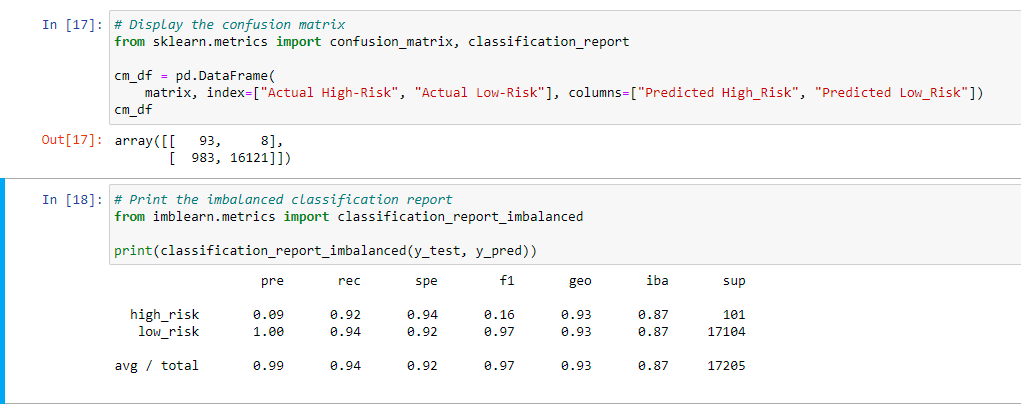 In [17]: # Display the confusion matrix
from sklearn.metrics import confusion_matrix, classification_report
cm_df = pd.DataFrame(
matrix, index=["Actual High-Risk", "Actual Low-Risk"], columns=["Predicted High_Risk", "Predicted Low_Risk"])
cm_df
Out[17]: array([[   93,     8],
[  983, 16121]])
In [18]: # Print the imbalanced classification report
from imblearn.metrics import classification_report_imbalanced
print(classification_report_imbalanced(y_test, y_pred))
pre rec spe f1 geo iba sup
high_risk 0.09 0.92 0.94 0.16 0.93 0.87 101
low_risk 1.00 0.94 0.92 0.97 0.93 0.87 17104
avg / total 0.99 0.94 0.92 0.97 0.93 0.87 17205